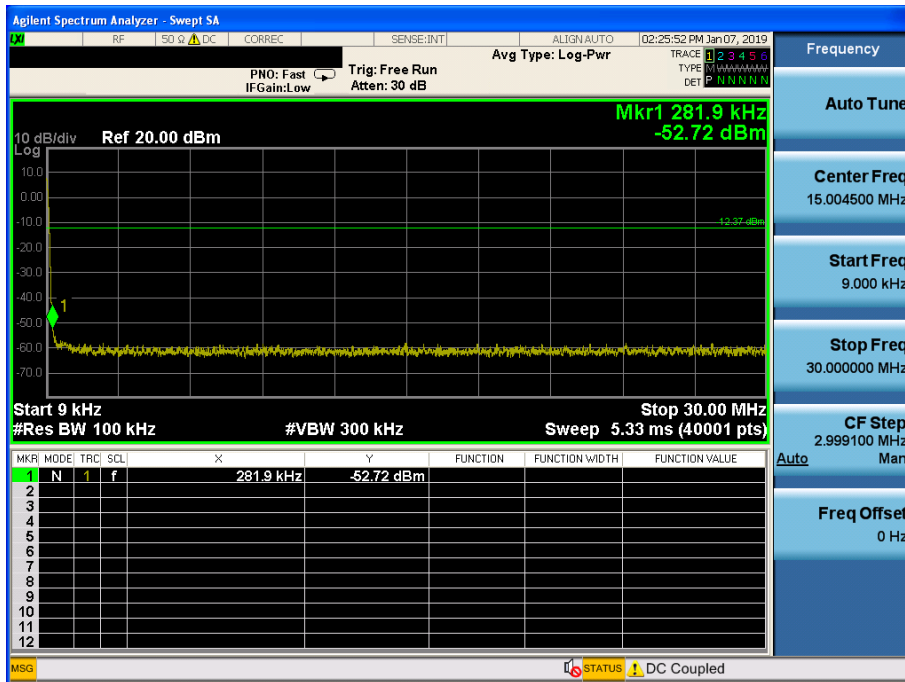 Agilent Spectrum Analyzer - Swept SA
LXI RF 50 Ω DC CORREC SENSE:INT ALIGN AUTO 02:25:52 PM Jan 07, 2019
Avg Type: Log-Pwr TRACE 1 2 3 4 5 6
PNO: Fast Trig: Free Run TYPE M W W W W W
IFGain:Low Atten: 30 dB DET P N N N N N
Mkr1 281.9 kHz
10 dB/div Ref 20.00 dBm -52.72 dBm
Log
10.0
0.00
-10.0
-12.37 dBm
-20.0
-30.0
-40.0
1
-50.0
-60.0
-70.0
Start 9 kHz Stop 30.00 MHz
#Res BW 100 kHz #VBW 300 kHz Sweep 5.33 ms (40001 pts)
MKR MODE TRC SCL X Y FUNCTION FUNCTION WIDTH FUNCTION VALUE
1 N 1 f 281.9 kHz -52.72 dBm
2
3
4
5
6
7
8
9
10
11
12
MSG STATUS DC Coupled
Frequency
Auto Tune
Center Freq
15.004500 MHz
Start Freq
9.000 kHz
Stop Freq
30.000000 MHz
CF Step
2.999100 MHz
Auto Man
Freq Offset
0 Hz